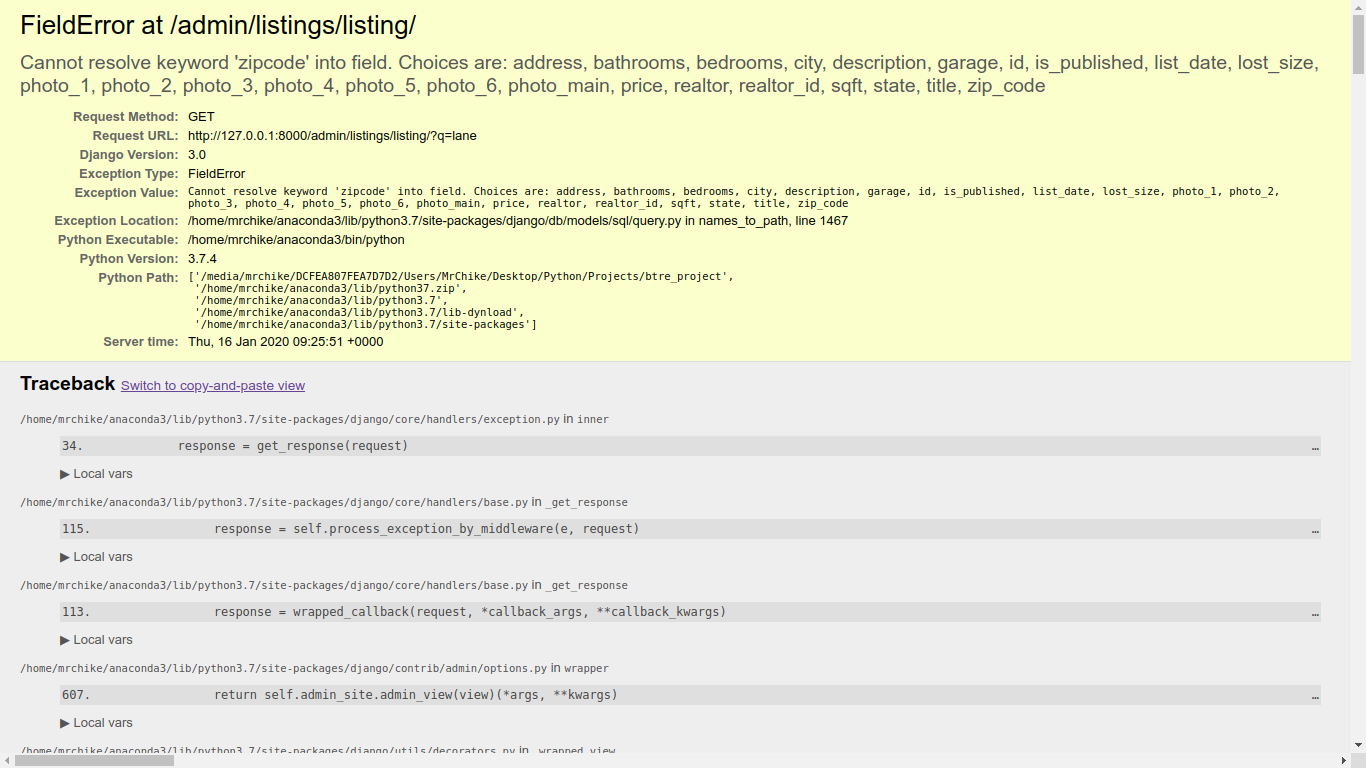 FieldError at /admin/listings/listing/
Cannot resolve keyword 'zipcode' into field. Choices are: address, bathrooms, bedrooms, city, description, garage, id, is_published, list_date, lost_size,
photo_1, photo_2, photo_3, photo_4, photo_5, photo_6, photo_main, price, realtor, realtor_id, sqft, state, title, zip_code
Request Method: GET
Request URL: http://127.0.0.1:8000/admin/listings/listing/?q=lane
Django Version: 3.0
Exception Type: FieldError
Exception Value: Cannot resolve keyword 'zipcode' into field. Choices are: address, bathrooms, bedrooms, city, description, garage, id, is_published, list_date, lost_size, photo_1, photo_2,
photo_3, photo_4, photo_5, photo_6, photo_main, price, realtor, realtor_id, sqft, state, title, zip_code
Exception Location: /home/mrchike/anaconda3/lib/python3.7/site-packages/django/db/models/sql/query.py in names_to_path, line 1467
Python Executable: /home/mrchike/anaconda3/bin/python
Python Version: 3.7.4
Python Path: ['/media/mrchike/DCFEA807FEA7D7D2/Users/MrChike/Desktop/Python/Projects/btre_project',
'/home/mrchike/anaconda3/lib/python37.zip',
'/home/mrchike/anaconda3/lib/python3.7',
'/home/mrchike/anaconda3/lib/python3.7/lib-dynload',
'/home/mrchike/anaconda3/lib/python3.7/site-packages']
Server time: Thu, 16 Jan 2020 09:25:51 +0000
Traceback Switch to copy-and-paste view
/home/mrchike/anaconda3/lib/python3.7/site-packages/django/core/handlers/exception.py in inner
34. response = get_response(request) …
▶ Local vars
/home/mrchike/anaconda3/lib/python3.7/site-packages/django/core/handlers/base.py in _get_response
115. response = self.process_exception_by_middleware(e, request) …
▶ Local vars
/home/mrchike/anaconda3/lib/python3.7/site-packages/django/core/handlers/base.py in _get_response
113. response = wrapped_callback(request, *callback_args, **callback_kwargs) …
▶ Local vars
/home/mrchike/anaconda3/lib/python3.7/site-packages/django/contrib/admin/options.py in wrapper
607. return self.admin_site.admin_view(view)(*args, **kwargs) …
▶ Local vars
/home/mrchike/anaconda3/lib/python3.7/site-packages/django/utils/decorators.py in _wrapped_view